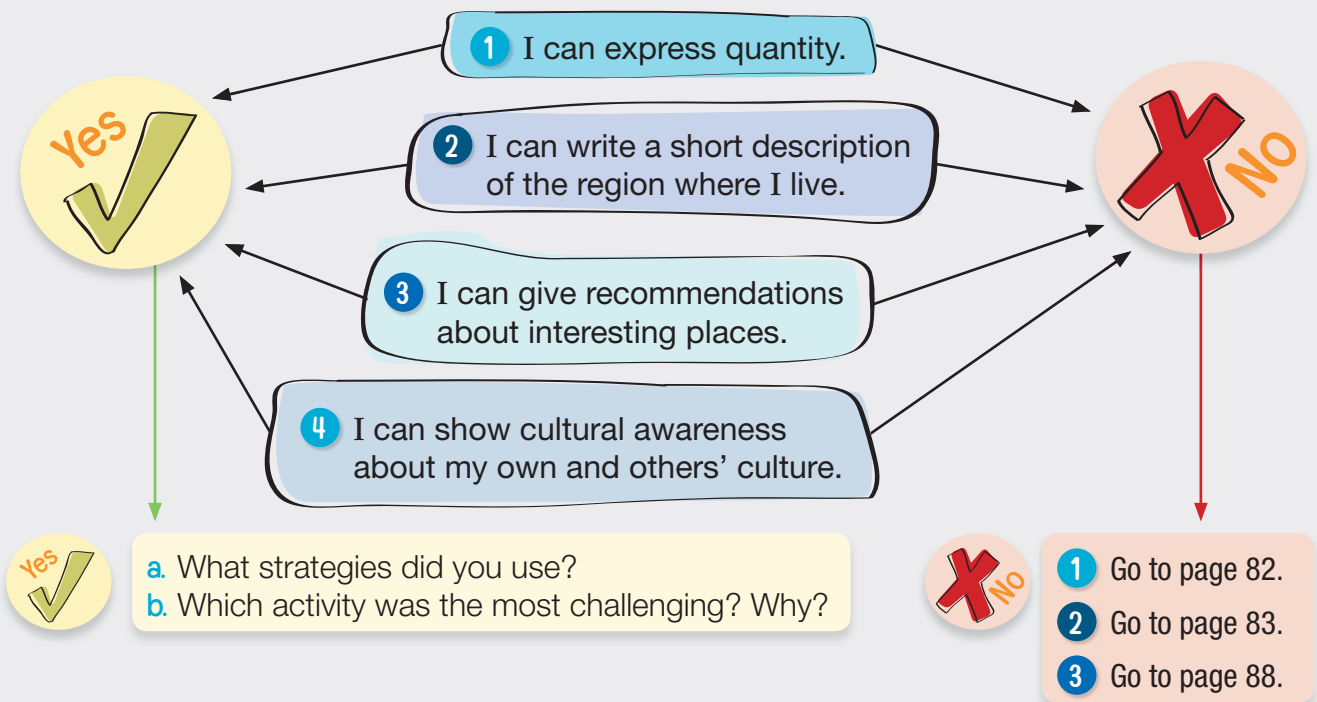 1 I can express quantity.
Yes
No
2 I can write a short description
of the region where I live.
3 I can give recommendations
about interesting places.
4 I can show cultural awareness
about my own and others’ culture.
Yes
a. What strategies did you use?
b. Which activity was the most challenging? Why?
No
1 Go to page 82.
2 Go to page 83.
3 Go to page 88.